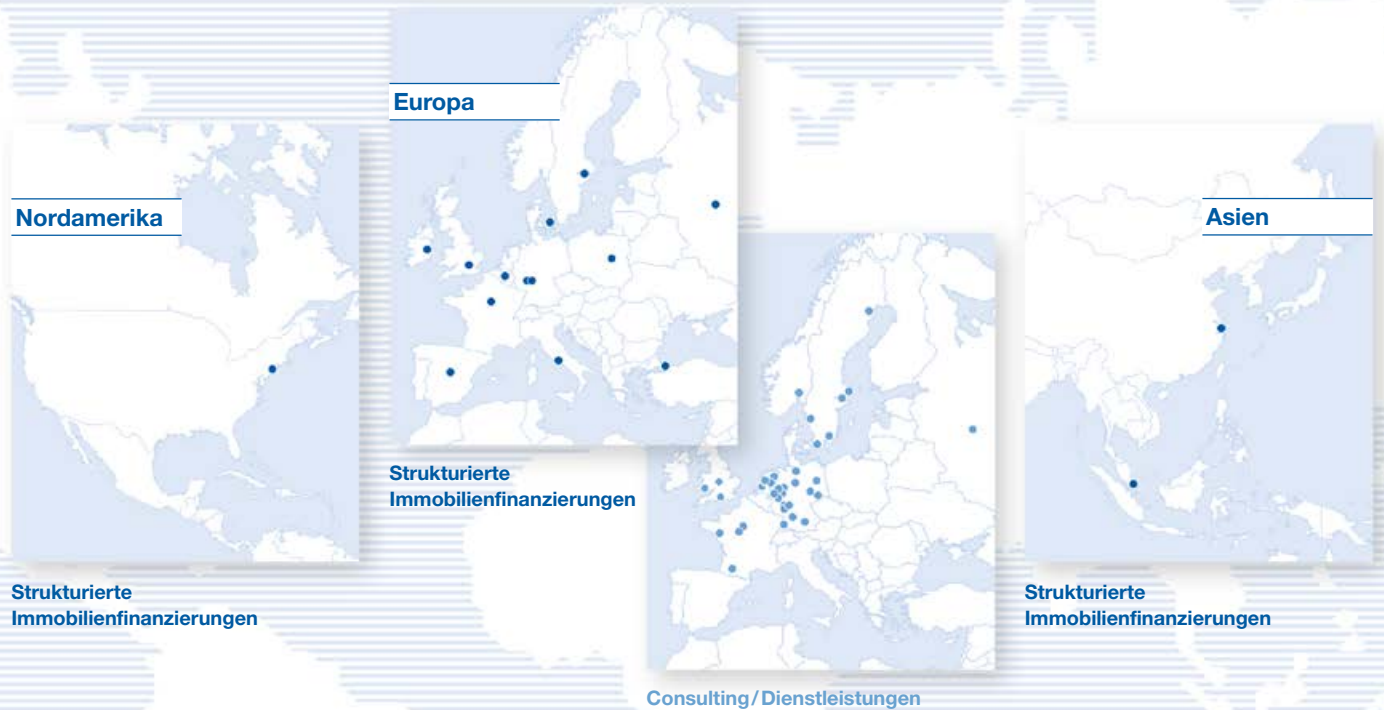 Nordamerika
Strukturierte
Immobilienfinanzierungen
Europa
Strukturierte
Immobilienfinanzierungen
Consulting/Dienstleistungen
Asien
Strukturierte
Immobilienfinanzierungen